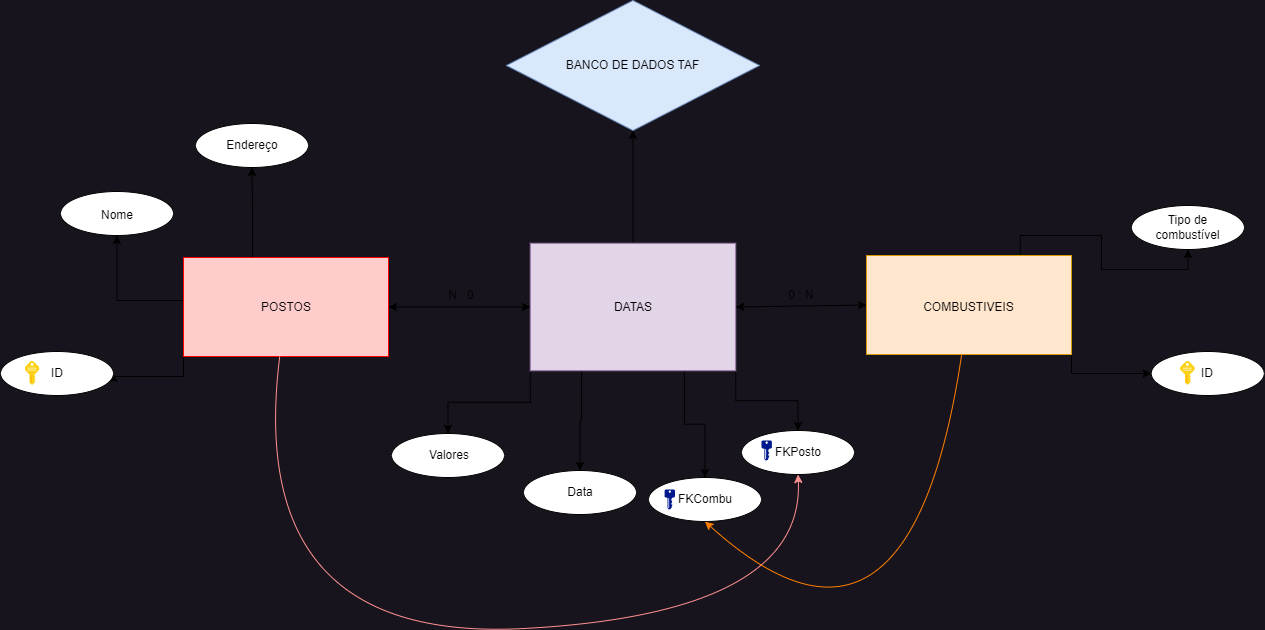 BANCO DE DADOS TAF
Endereço
Nome
Tipo de
combustível
N : 0
0 : N
POSTOS
DATAS
COMBUSTIVEIS
ID
ID
Valores
FKPosto
Data
FKCombu